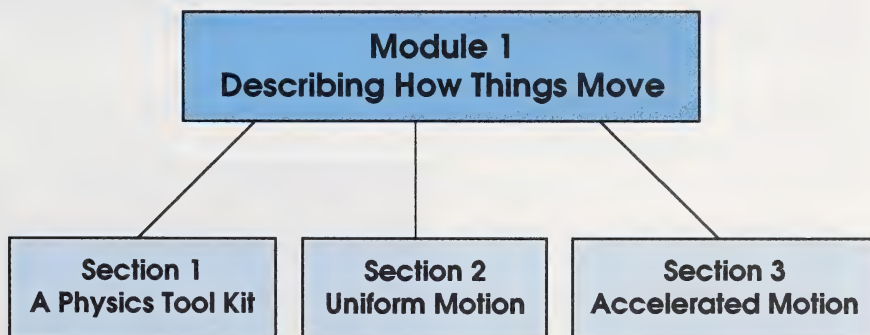 Module 1
Describing How Things Move
Section 1
A Physics Tool Kit
Section 2
Uniform Motion
Section 3
Accelerated Motion